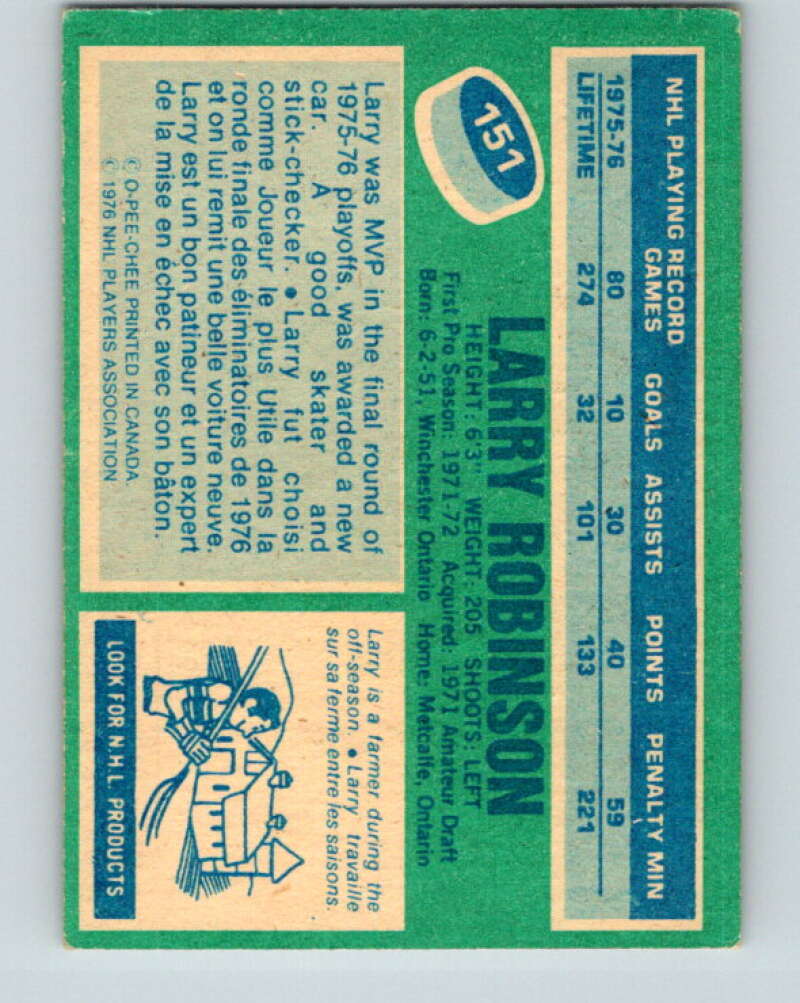 NHL PLAYING RECORD
GAMES GOALS ASSISTS POINTS PENALTY MIN
1975-76 80 10 30 40 59
LIFETIME 274 32 101 133 221
151
LARRY ROBINSON
HEIGHT: 6'3" WEIGHT: 205 SHOOTS: LEFT
First Pro Season: 1971-72 Acquired: 1971 Amateur Draft
Born: 6-2-51, Winchester Ontario Home: Metcalfe, Ontario
Larry was MVP in the final round of
1975-76 playoffs, was awarded a new
car. A good skater and
stick-checker. • Larry fut choisi
comme Joueur le plus Utile dans la
ronde finale des éliminatoires de 1976
et on lui remit une belle voiture neuve.
Larry est un bon patineur et un expert
de la mise en échec avec son bâton.
© O-PEE-CHEE PRINTED IN CANADA.
© 1976 NHL PLAYERS ASSOCIATION
Larry is a farmer during the
off-season. • Larry travaille
sur sa ferme entre les saisons.
LOOK FOR N.H.L. PRODUCTS